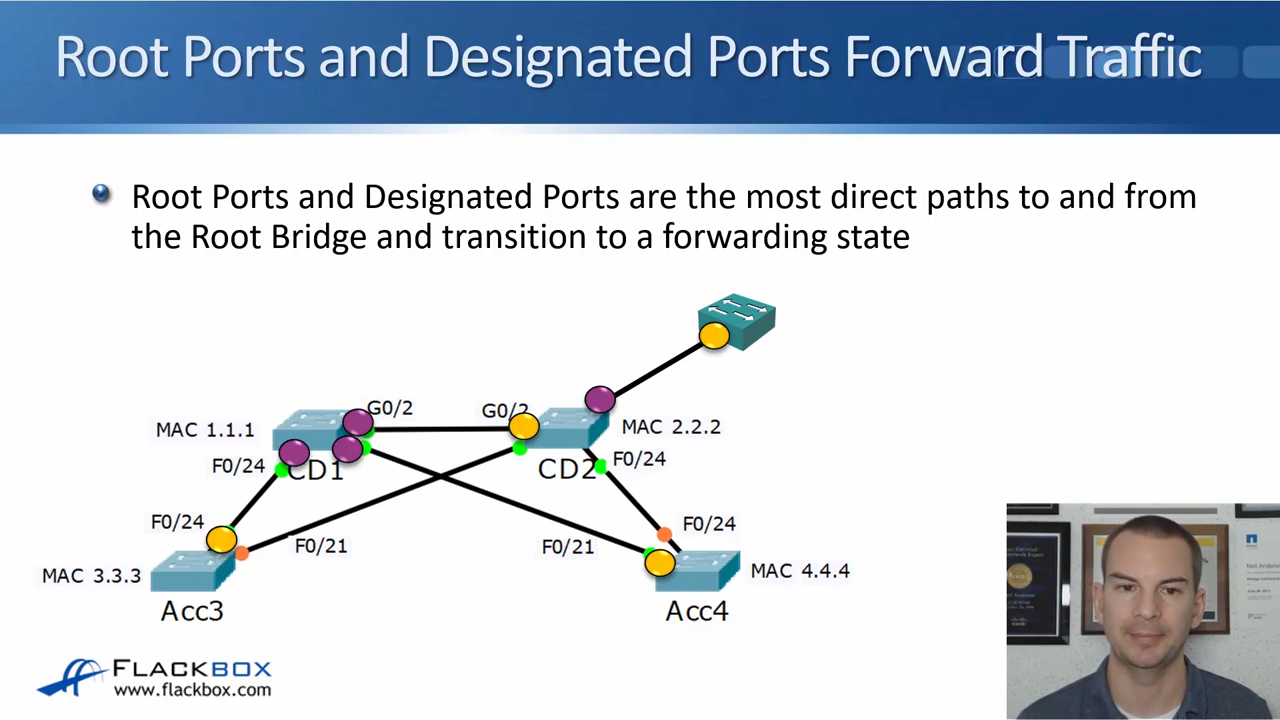 Root Ports and Designated Ports Forward Traffic
Root Ports and Designated Ports are the most direct paths to and from
the Root Bridge and transition to a forwarding state
G0/2
G0/2
MAC 1.1.1
MAC 2.2.2
F0/24
CD1
CD2
F0/24
F0/24
F0/21
F0/21
F0/24
MAC 3.3.3
MAC 4.4.4
Acc3
Acc4
FLACKBOX
www.flackbox.com